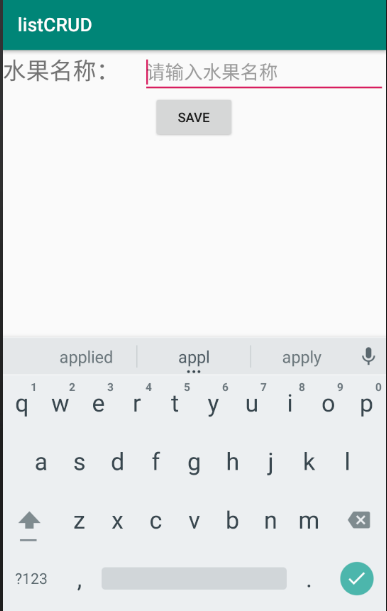 listCRUD
水果名称： 请输入水果名称
SAVE
applied appl apply
1 2 3 4 5 6 7 8 9 0
q w e r t y u i o p
a s d f g h j k l
z x c v b n m
?123 , .